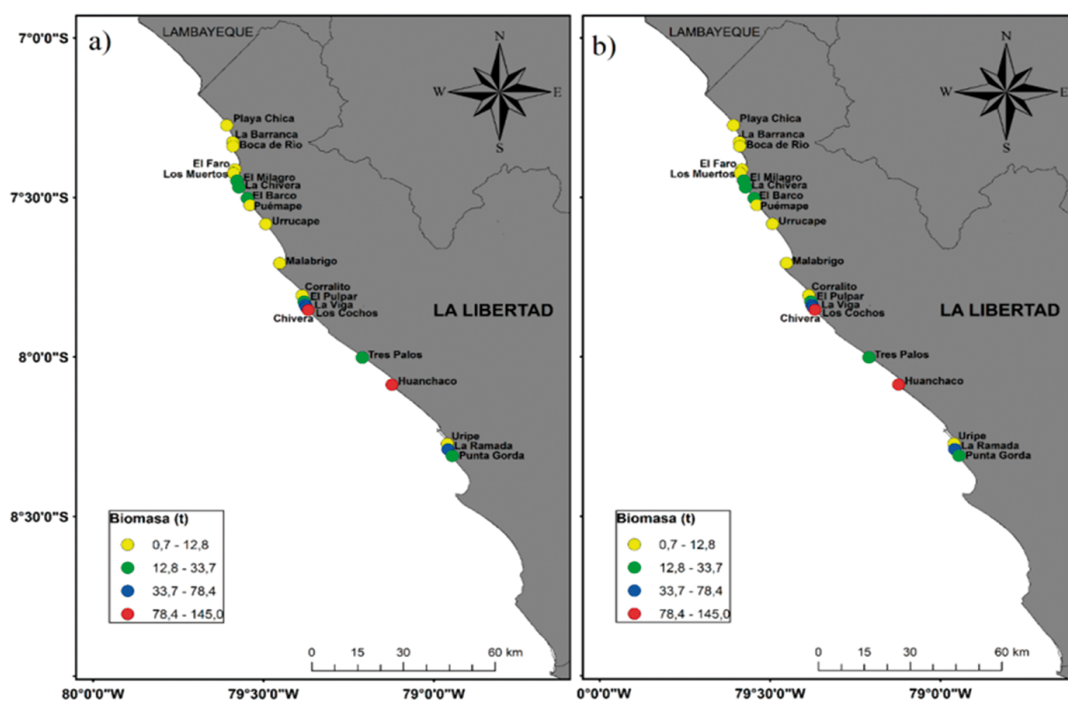 a)
LAMBAYEQUE
N
W
E
S
7°0'0"S
7°30'0"S
8°0'0"S
8°30'0"S
Playa Chica
La Barranca
Boca de Rio
El Faro
Los Muertos
El Milagro
La Chivera
El Barco
Puémape
Urrucape
Malabrigo
Corralito
El Pulpar
La Viga
Los Cochos
Chivera
LA LIBERTAD
Tres Palos
Huanchaco
Uripe
La Ramada
Punta Gorda
Biomasa (t)
0,7 - 12,8
12,8 - 33,7
33,7 - 78,4
78,4 - 145,0
0 15 30 60 km
80°0'0"W 79°30'0"W 79°0'0"W
b)
LAMBAYEQUE
N
W
E
S
Playa Chica
La Barranca
Boca de Rio
El Faro
Los Muertos
El Milagro
La Chivera
El Barco
Puémape
Urrucape
Malabrigo
Corralito
El Pulpar
La Viga
Los Cochos
Chivera
LA LIBERTAD
Tres Palos
Huanchaco
Uripe
La Ramada
Punta Gorda
Biomasa (t)
0,7 - 12,8
12,8 - 33,7
33,7 - 78,4
78,4 - 145,0
0 15 30 60 km
0°0'0"W 79°30'0"W 79°0'0"W